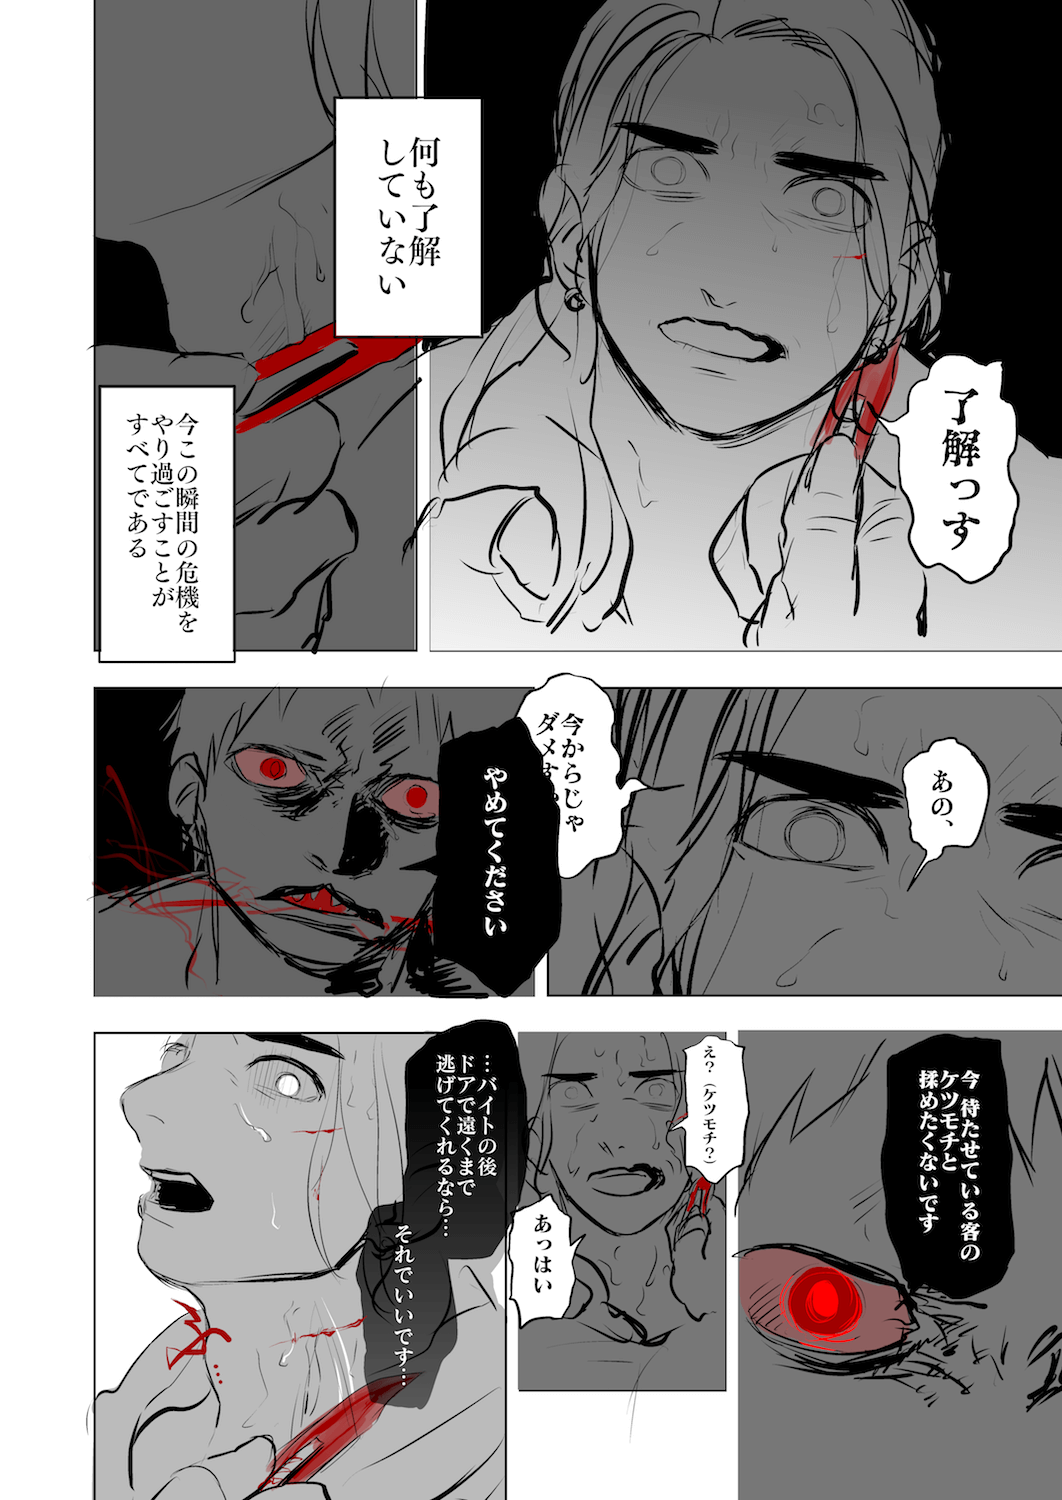 了解っす
何も了解
していない
今この瞬間の危機を
やり過ごすことが
すべてである
あの、
今からじゃ
ダメす
やめてください
今 待たせている客の
ケツモチと
揉めたくないです
え?(ケツモチ?)
あっはい
…バイトの後
ドアで遠くまで
逃げてくれるなら…
それでいいです…